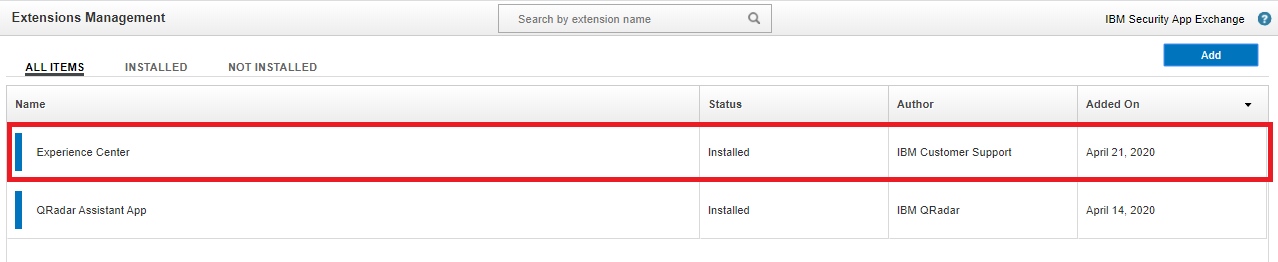 Extensions Management
Search by extension name
IBM Security App Exchange
?
ALL ITEMS INSTALLED NOT INSTALLED
Add
Name Status Author Added On
Experience Center Installed IBM Customer Support April 21, 2020
QRadar Assistant App Installed IBM QRadar April 14, 2020